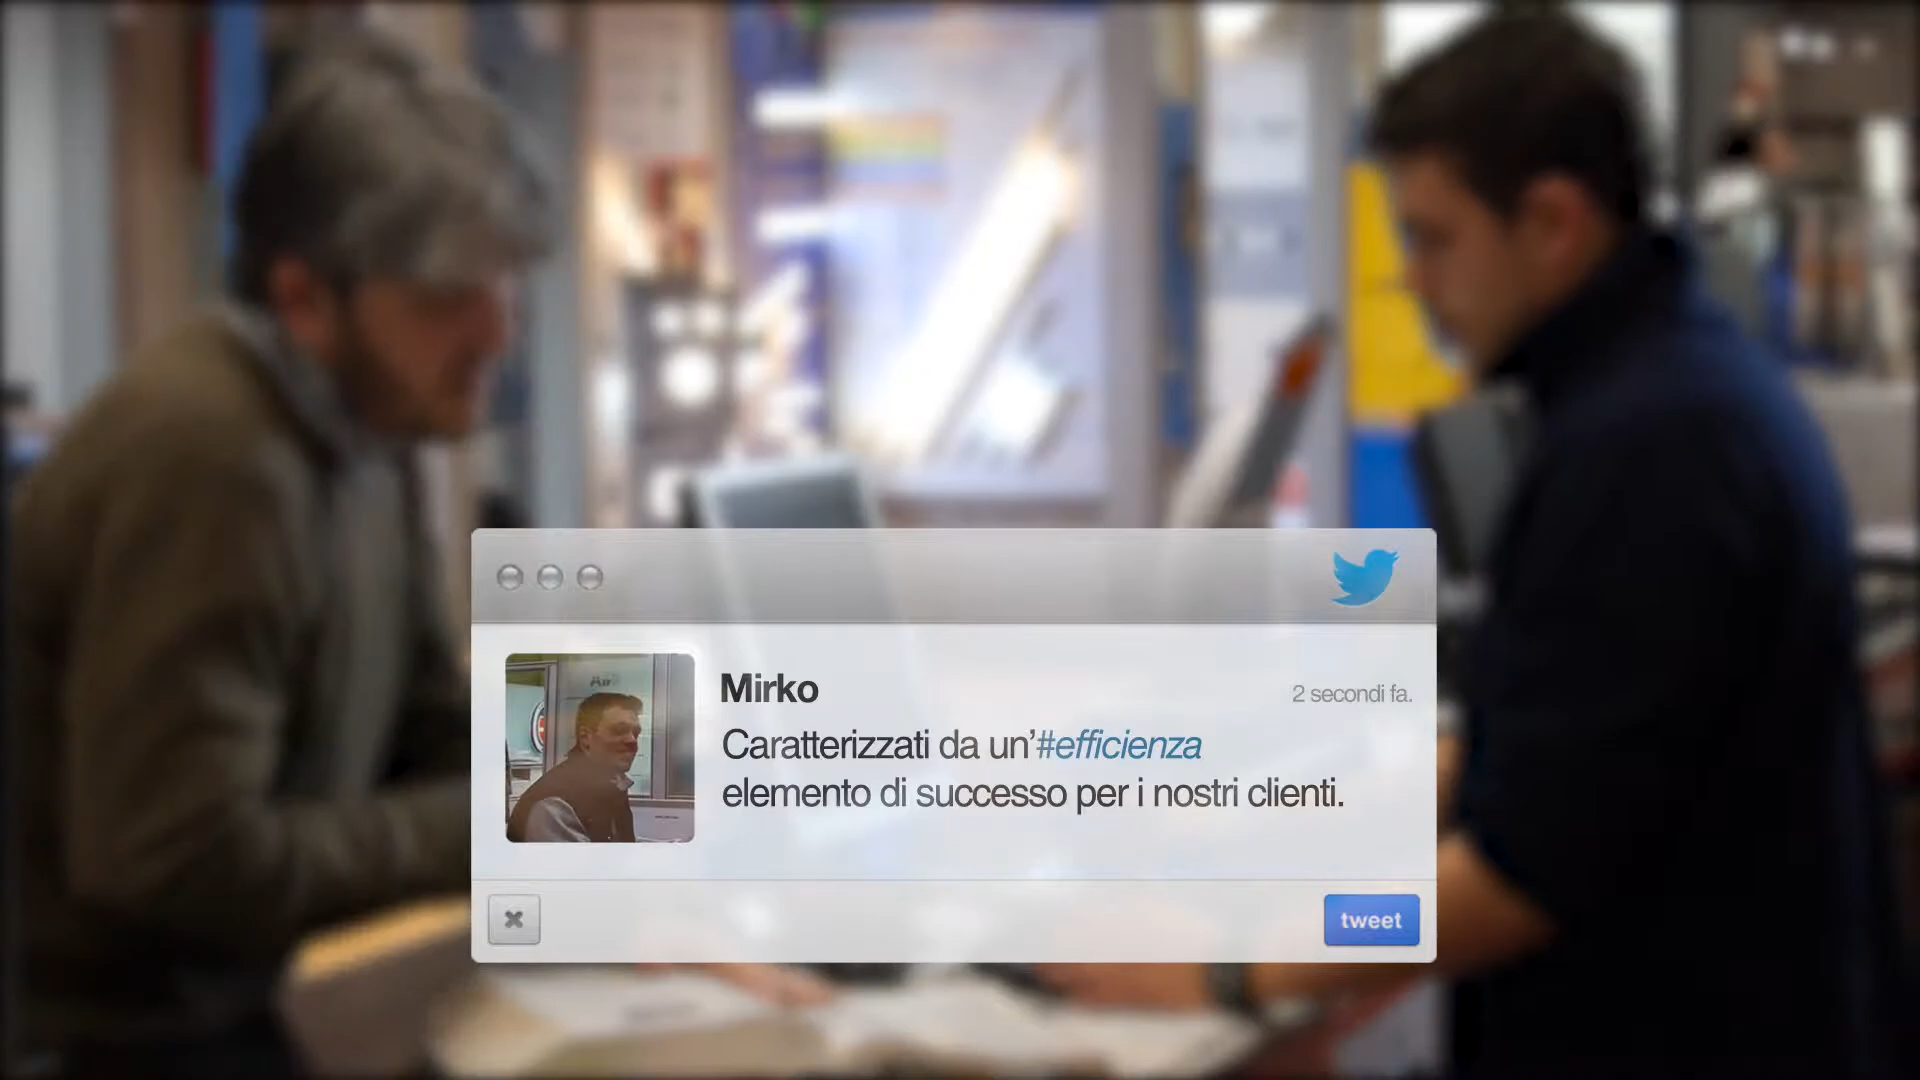 Mirko
2 secondi fa.
Caratterizzati da un'#efficienza
elemento di successo per i nostri clienti.
tweet